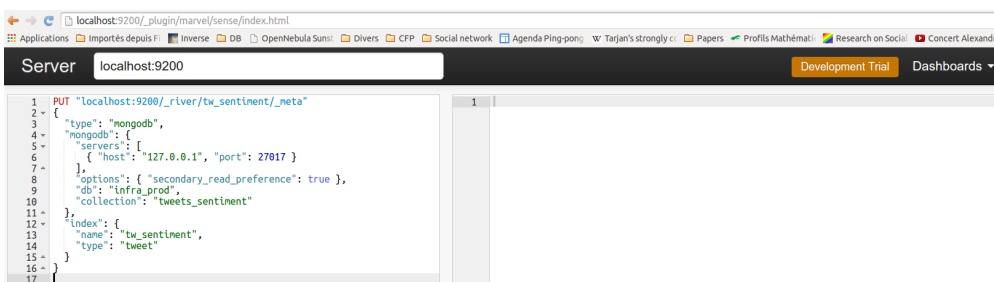 localhost:9200/_plugin/marvel/sense/index.html
Applications Importés depuis Fi Inverse DB OpenNebula Sunst Divers CFP Social network Agenda Ping-pong Tarjan's strongly co Papers Profils Mathémati Research on Social Concert Alexand
Server localhost:9200 Development Trial Dashboards
1 PUT "localhost:9200/_river/tw_sentiment/_meta"
2 {
3 "type": "mongodb",
4 "mongodb": {
5 "servers": [
6 { "host": "127.0.0.1", "port": 27017 }
7 ],
8 "options": { "secondary_read_preference": true },
9 "db": "infra_prod",
10 "collection": "tweets_sentiment"
11 },
12 "index": {
13 "name": "tw_sentiment",
14 "type": "tweet"
15 }
16 }
17
1